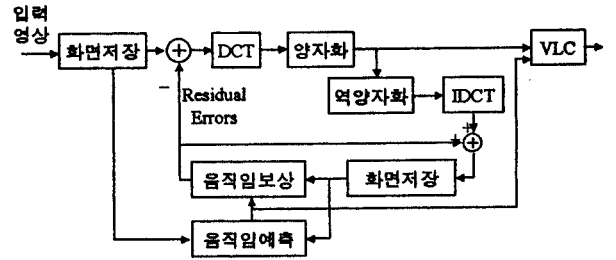 입력
영상
화면저장
+
DCT
양자화
VLC
−
Residual
Errors
역양자화
IDCT
+
+
+
움직임보상
화면저장
움직임예측